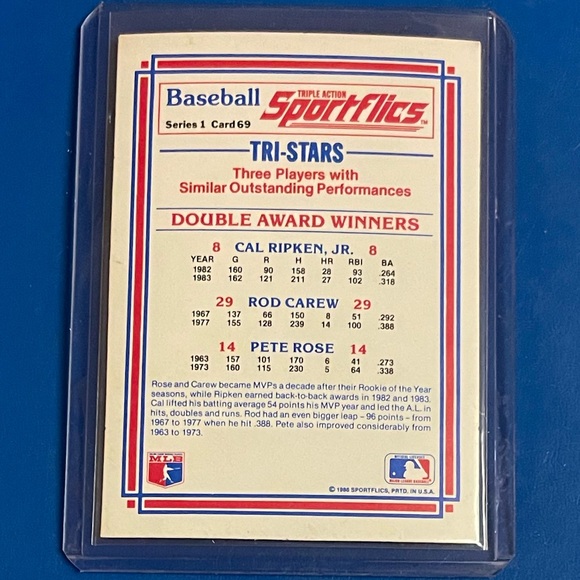 Baseball TRIPLE ACTION Sportflics TM
Series 1 Card 69
TRI-STARS
Three Players with
Similar Outstanding Performances
DOUBLE AWARD WINNERS
8 CAL RIPKEN, JR. 8
YEAR G R H HR RBI BA
1982 160 90 158 28 93 .264
1983 162 121 211 27 102 .318
29 ROD CAREW 29
1967 137 66 150 8 51 .292
1977 155 128 239 14 100 .388
14 PETE ROSE 14
1963 157 101 170 6 41 .273
1973 160 115 230 5 64 .338
Rose and Carew became MVPs a decade after their Rookie of the Year
seasons, while Ripken earned back-to-back awards in 1982 and 1983.
Cal lifted his batting average 54 points his MVP year and led the A.L. in
hits, doubles and runs. Rod had an even bigger leap – 96 points – from
1967 to 1977 when he hit .388. Pete also improved considerably from
1963 to 1973.
MLB
© 1986 SPORTFLICS, PRTD. IN U.S.A.